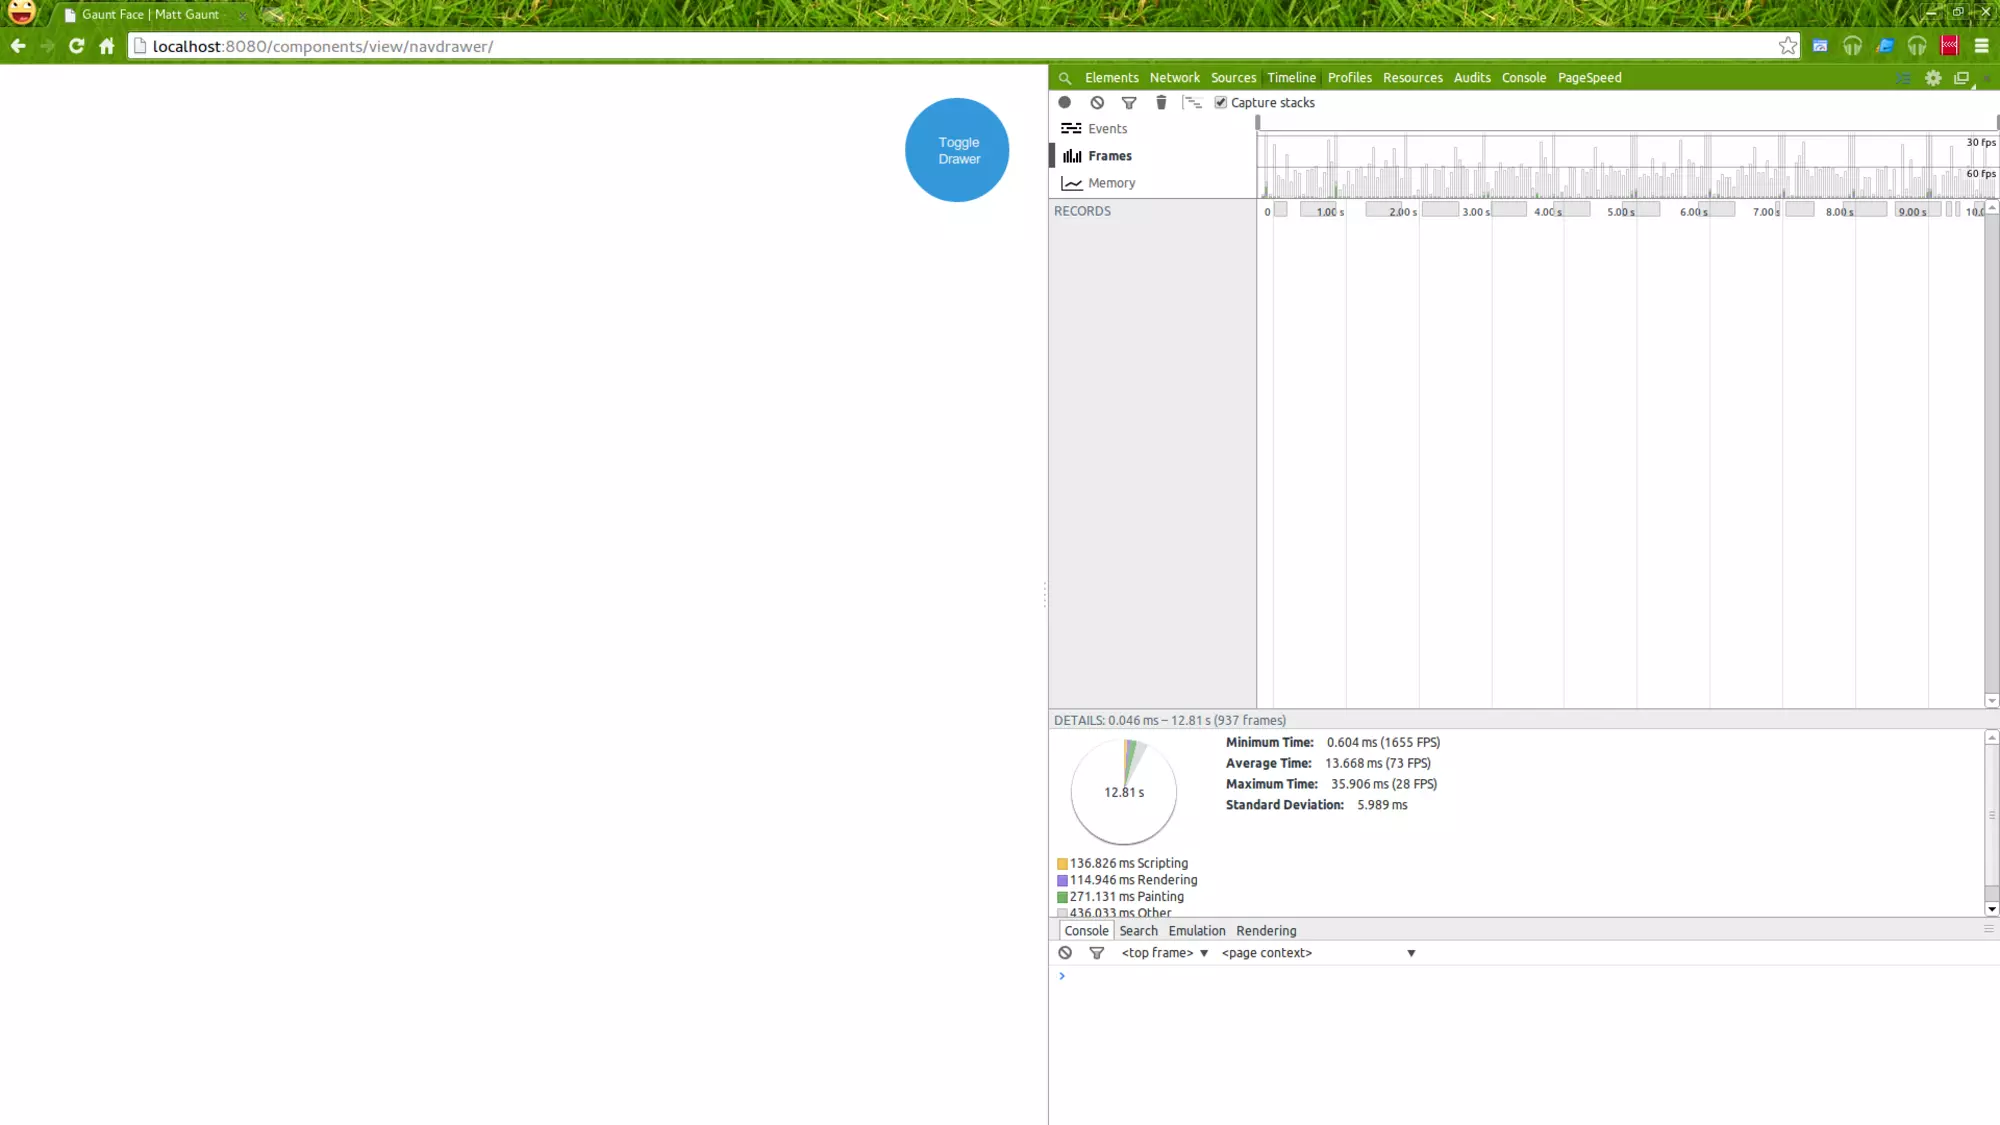 Gaunt Face | Matt Gaunt
localhost:8080/components/view/navdrawer/
Toggle
Drawer
Elements Network Sources Timeline Profiles Resources Audits Console PageSpeed
Capture stacks
Events
Frames
Memory
30 fps
60 fps
RECORDS
0 1.00 s 2.00 s 3.00 s 4.00 s 5.00 s 6.00 s 7.00 s 8.00 s 9.00 s 10.0
DETAILS: 0.046 ms – 12.81 s (937 frames)
12.81 s
Minimum Time: 0.604 ms (1655 FPS)
Average Time: 13.668 ms (73 FPS)
Maximum Time: 35.906 ms (28 FPS)
Standard Deviation: 5.989 ms
136.826 ms Scripting
114.946 ms Rendering
271.131 ms Painting
436.033 ms Other
Console Search Emulation Rendering
<top frame> ▼ <page context> ▼